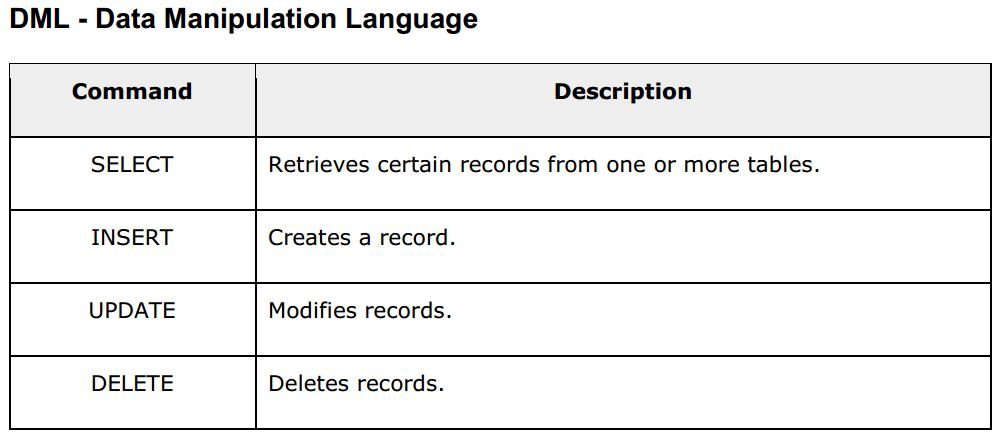 DML - Data Manipulation Language
Command Description
SELECT Retrieves certain records from one or more tables.
INSERT Creates a record.
UPDATE Modifies records.
DELETE Deletes records.